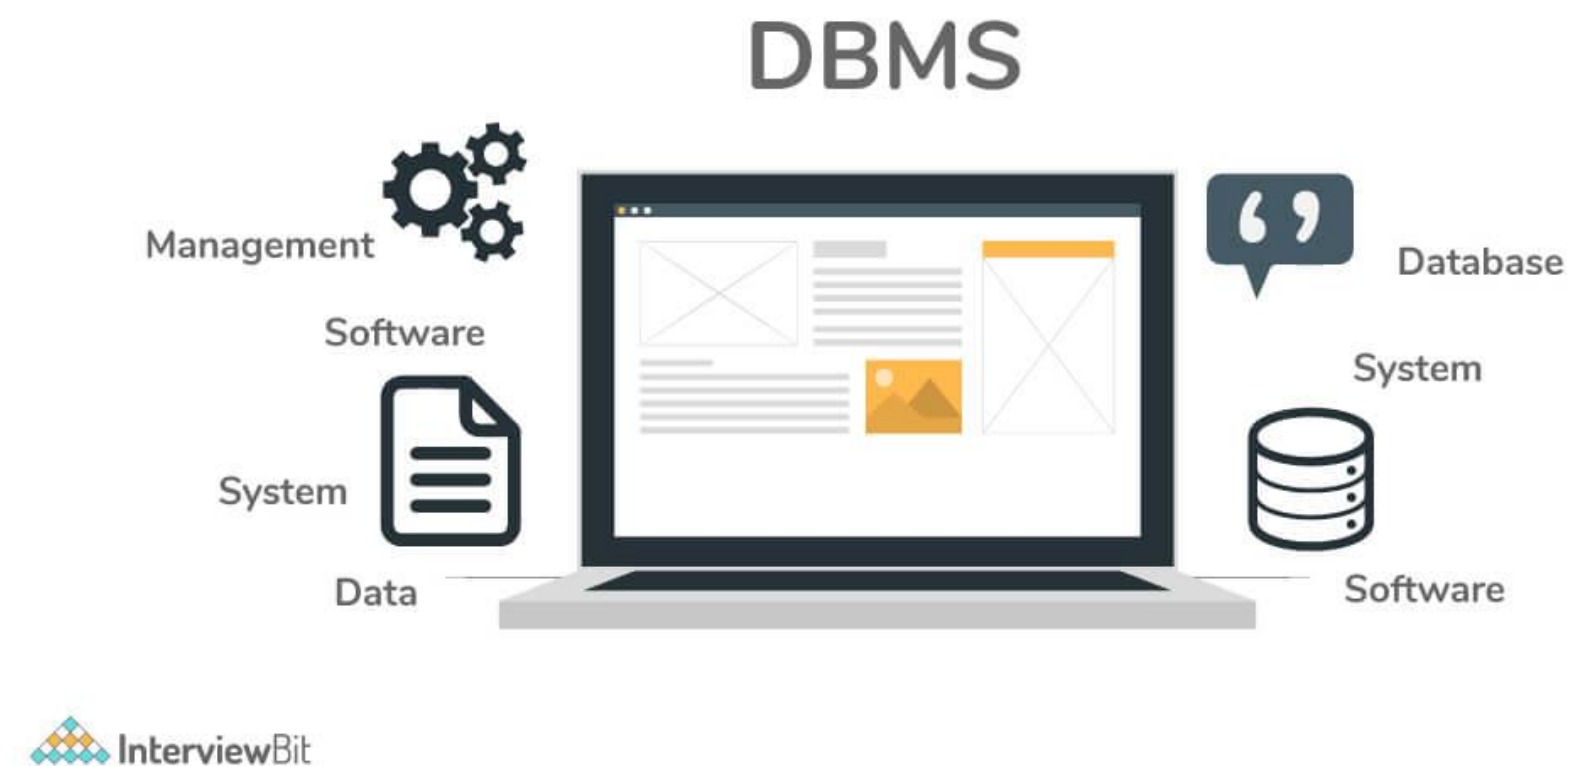 DBMS
Management
Database
Software
System
System
Data
Software
InterviewBit